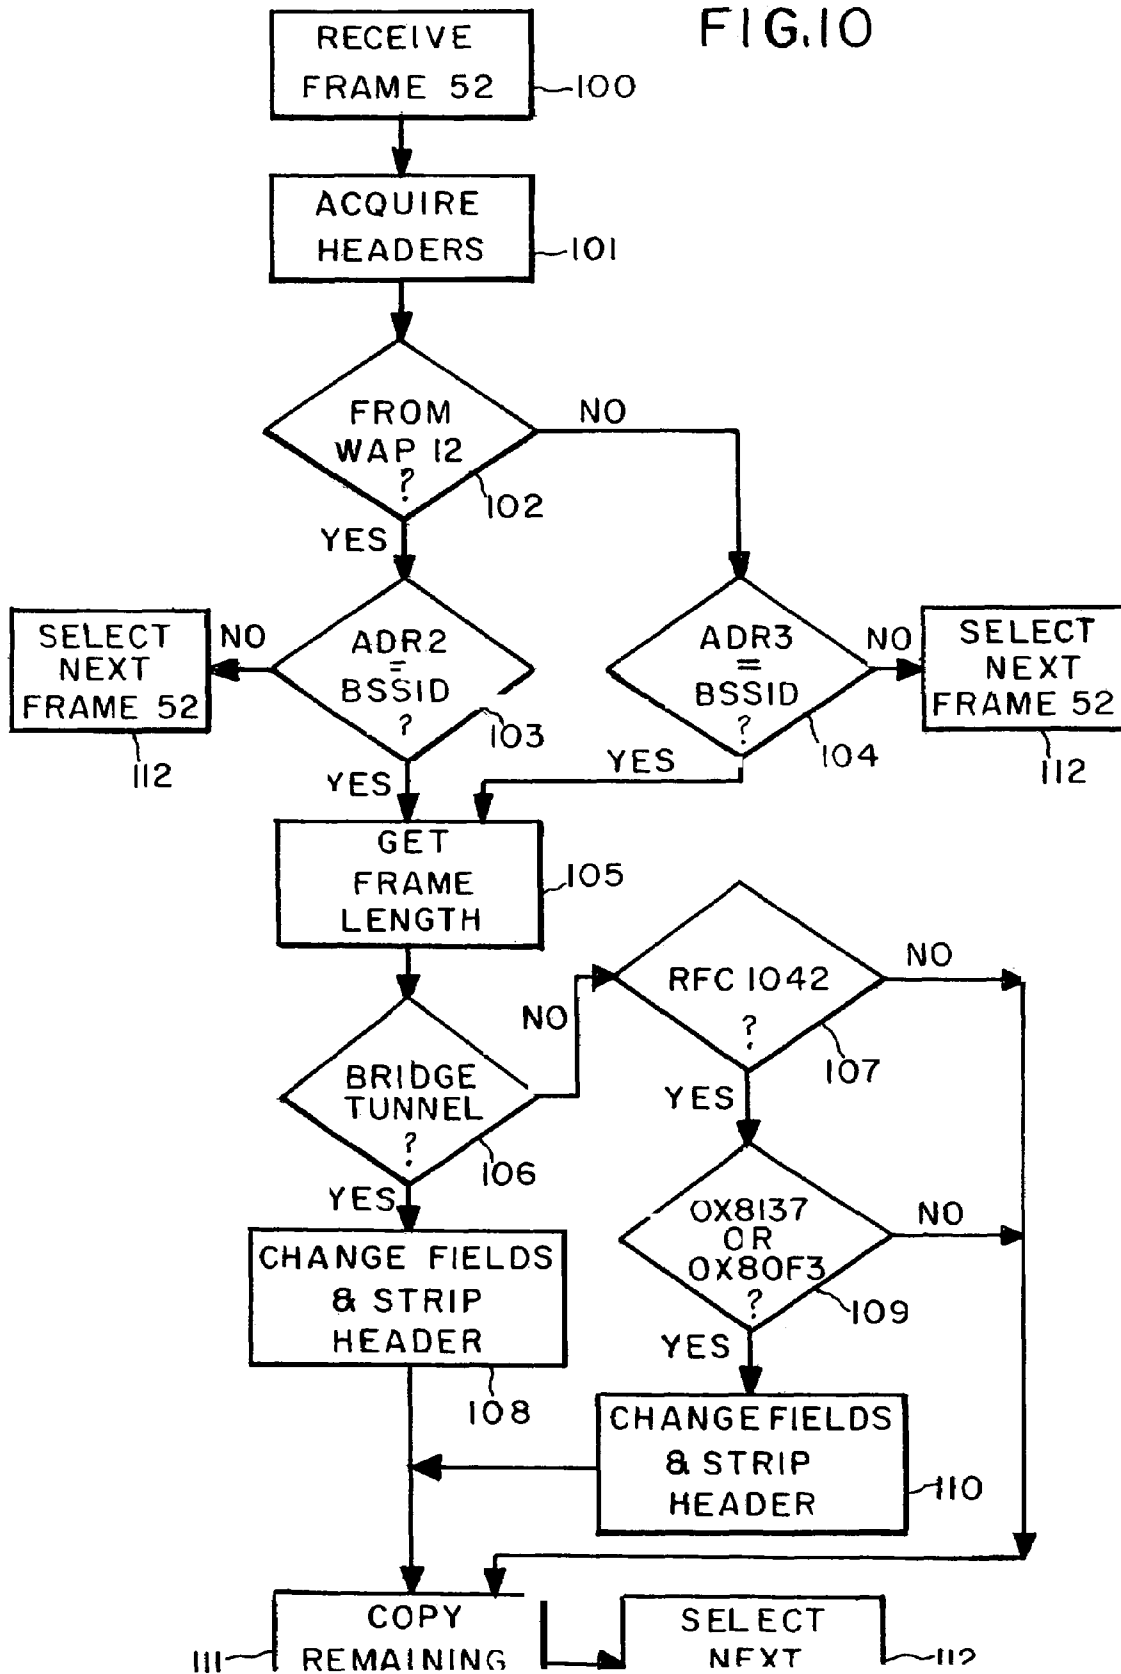 FIG.10
RECEIVE
FRAME 52
100
ACQUIRE
HEADERS
101
FROM
WAP 12
?
102
NO
YES
SELECT
NEXT
FRAME 52
112
NO
ADR2
=
BSSID
?
103
YES
ADR3
=
BSSID
?
104
NO
YES
SELECT
NEXT
FRAME 52
112
GET
FRAME
LENGTH
105
BRIDGE
TUNNEL
?
106
NO
YES
RFC 1042
?
107
NO
YES
0X8137
OR
0X80F3
?
109
NO
YES
CHANGE FIELDS
& STRIP
HEADER
108
CHANGE FIELDS
& STRIP
HEADER
110
COPY
REMAINING
111
SELECT
NEXT
112